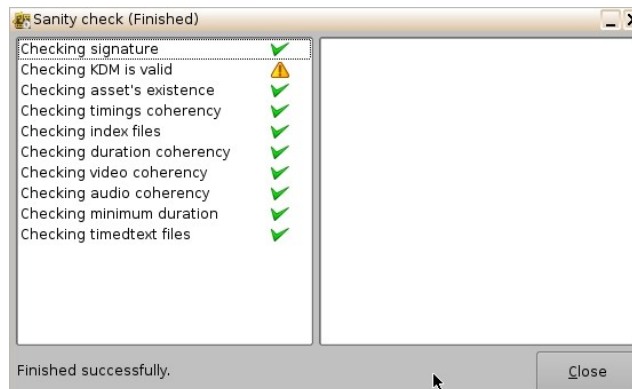 Sanity check (Finished)
Checking signature
Checking KDM is valid
Checking asset's existence
Checking timings coherency
Checking index files
Checking duration coherency
Checking video coherency
Checking audio coherency
Checking minimum duration
Checking timedtext files
Finished successfully.
Close